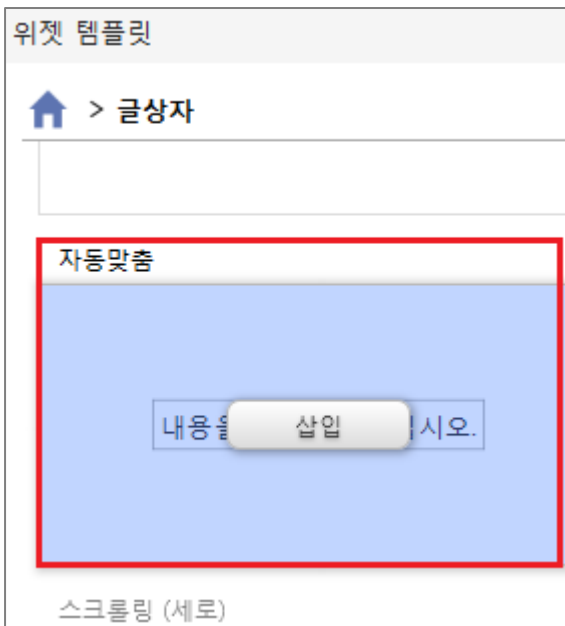 위젯 템플릿
> 글상자
자동맞춤
내용을 삽입 시오.
스크롤링 (세로)